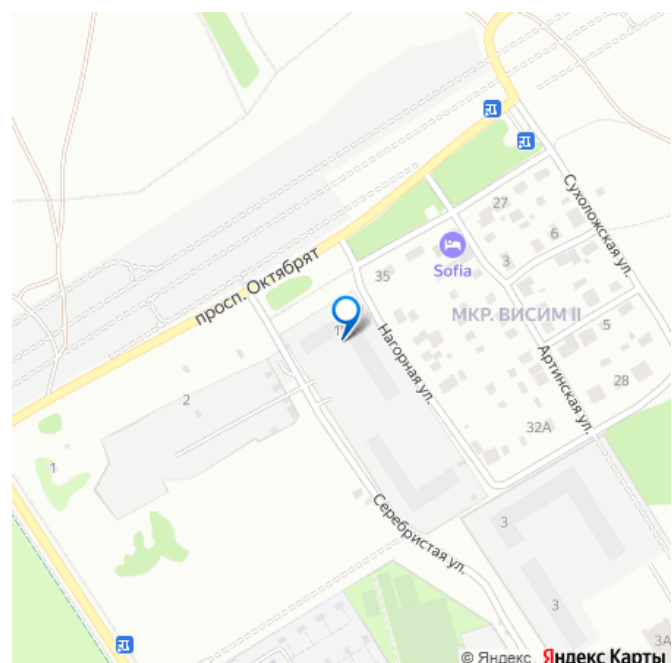 27
Сухоложская ул.
6
Sofia
3
35
просп. Октябрят
МКР. ВИСИМ II
5
Нагорная ул.
Артинская ул.
28
2
32А
1
Серебристая ул.
3
3
3А
© Яндекс Яндекс Карты